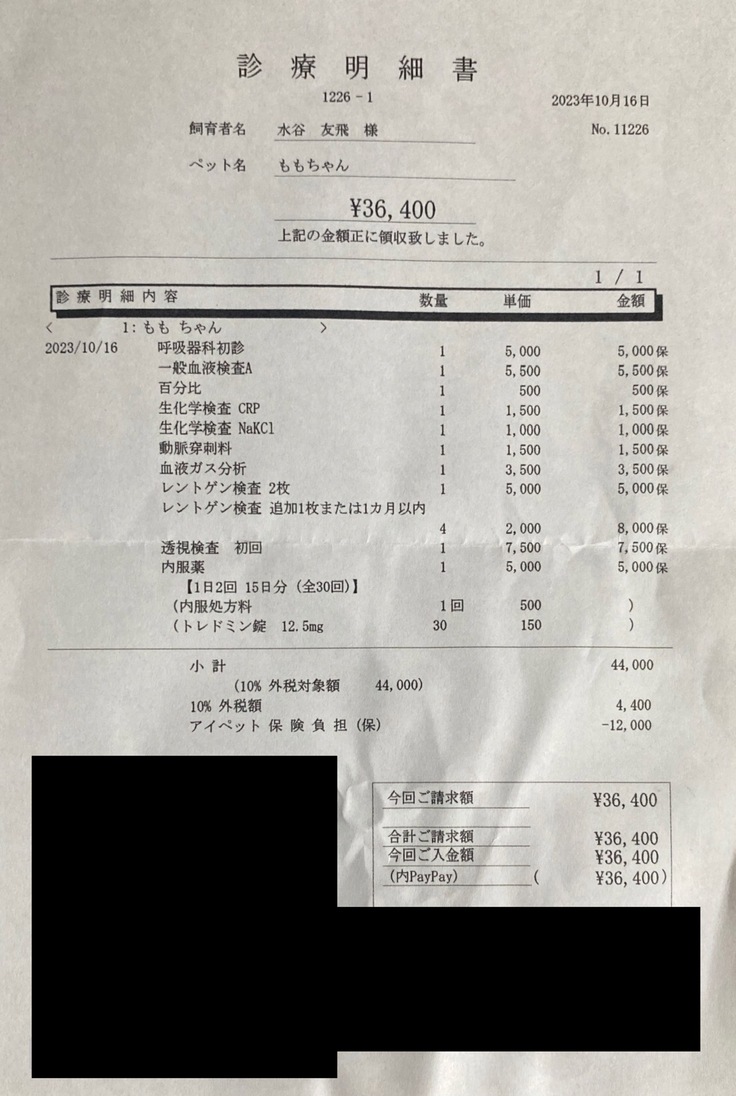 診療明細書
1226-1
2023年10月16日
飼育者名 水谷 友飛 様
No.11226
ペット名 ももちゃん
¥36,400
上記の金額正に領収致しました。
1 / 1
診療明細内容 数量 単価 金額
< 1:もも ちゃん >
2023/10/16 呼吸器科初診 1 5,000 5,000保
一般血液検査A 1 5,500 5,500保
百分比 1 500 500保
生化学検査 CRP 1 1,500 1,500保
生化学検査 NaKCl 1 1,000 1,000保
動脈穿刺料 1 1,500 1,500保
血液ガス分析 1 3,500 3,500保
レントゲン検査 2枚 1 5,000 5,000保
レントゲン検査 追加1枚または1カ月以内
4 2,000 8,000保
透視検査 初回 1 7,500 7,500保
内服薬 1 5,000 5,000保
【1日2回 15日分(全30回)】
(内服処方料 1回 500 )
(トレドミン錠 12.5mg 30 150 )
小計 44,000
(10% 外税対象額 44,000)
10% 外税額 4,400
アイペット 保険負担(保) -12,000
今回ご請求額 ¥36,400
合計ご請求額 ¥36,400
今回ご入金額 ¥36,400
(内PayPay) ( ¥36,400)